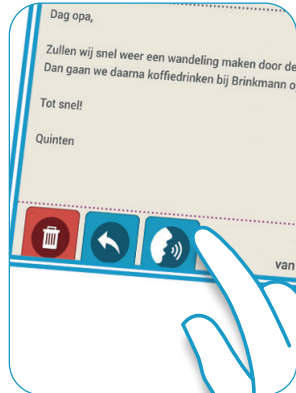 Dag opa,
Zullen wij snel weer een wandeling maken door de
Dan gaan we daarna koffiedrinken bij Brinkmann
Tot snel!
Quinten
van